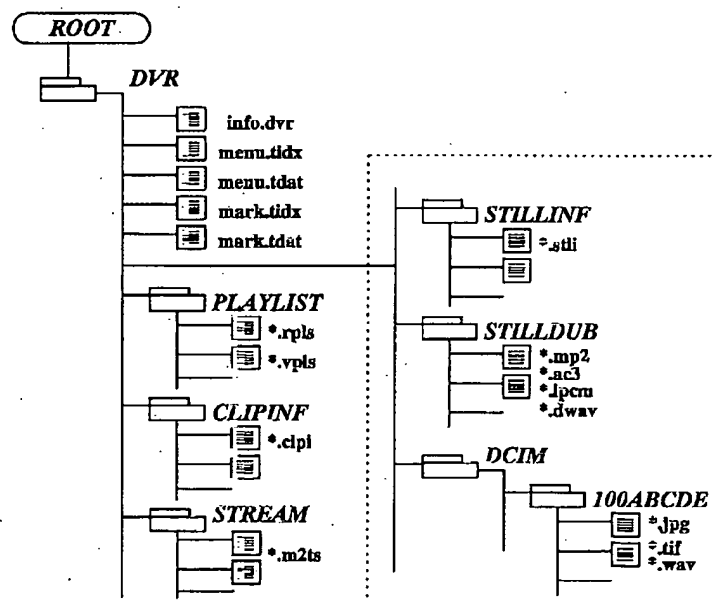 ROOT
DVR
info.dvr
menu.tidx
menu.tdat
mark.tidx
mark.tdat
PLAYLIST
*.rpls
*.vpls
CLIPINF
*.clpi
STREAM
*.m2ts
STILLINF
*.stli
STILLDUB
*.mp2
*.ac3
*.lpcm
*.dwav
DCIM
100ABCDE
*.jpg
*.tif
*.wav